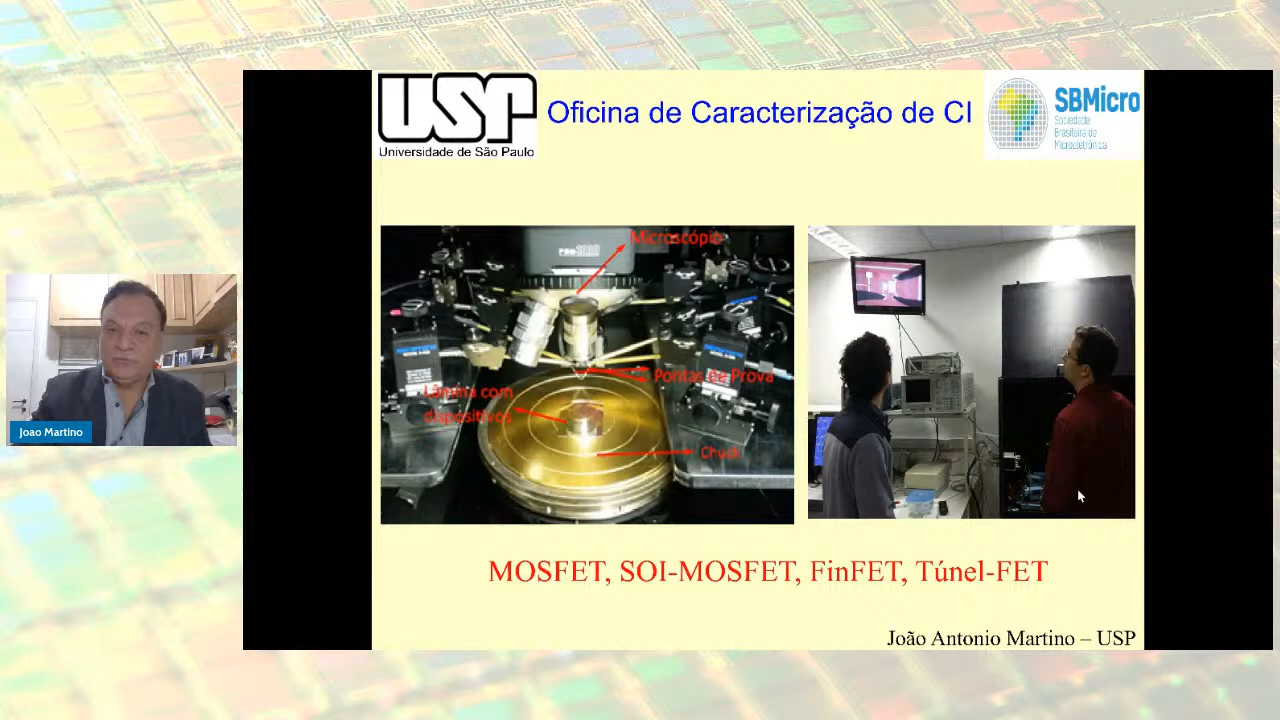 USP
Universidade de São Paulo
Oficina de Caracterização de CI
SBMicro
Sociedade
Brasileira de
Microeletrônica
Microscópio
Pontas de Prova
Lâmina com
dispositivos
Chuck
Joao Martino
MOSFET, SOI-MOSFET, FinFET, Túnel-FET
João Antonio Martino – USP